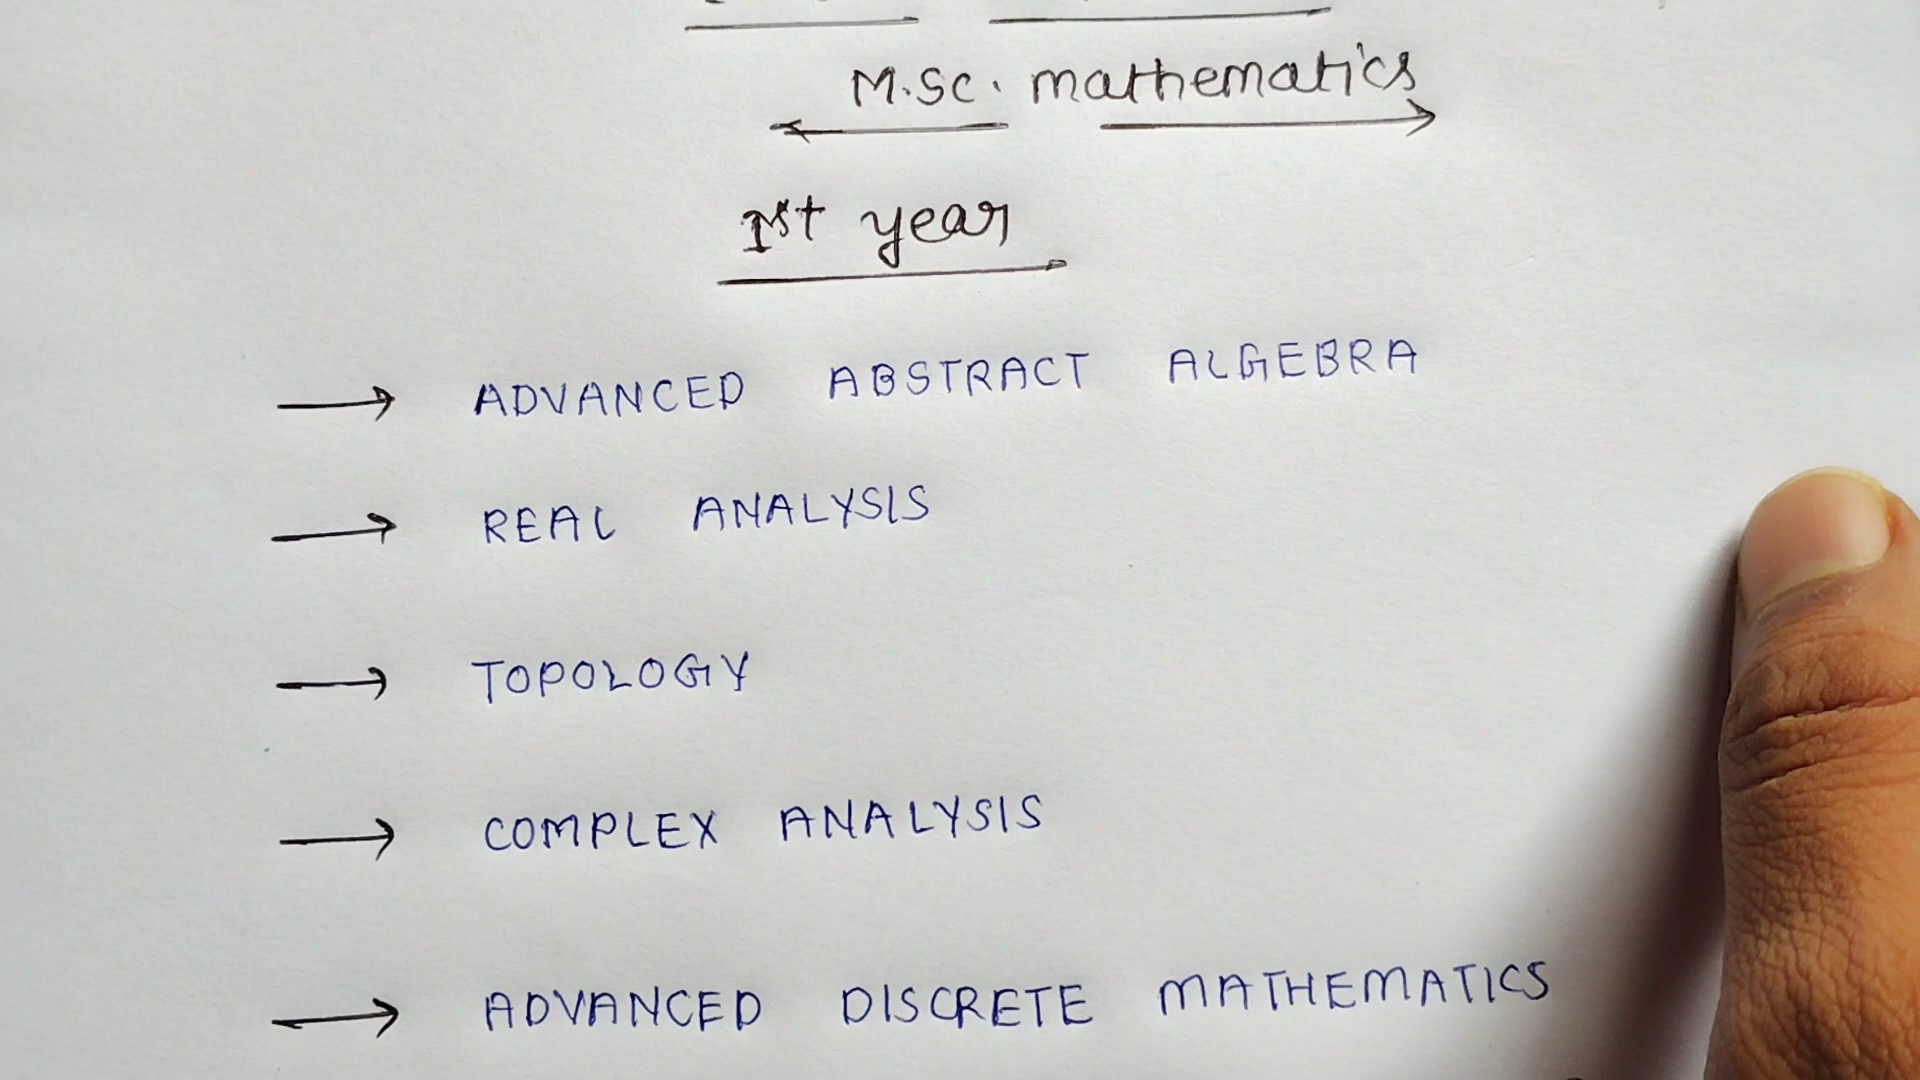 M.Sc. mathematics
1st year
→ ADVANCED ABSTRACT ALGEBRA
→ REAL ANALYSIS
→ TOPOLOGY
→ COMPLEX ANALYSIS
→ ADVANCED DISCRETE MATHEMATICS